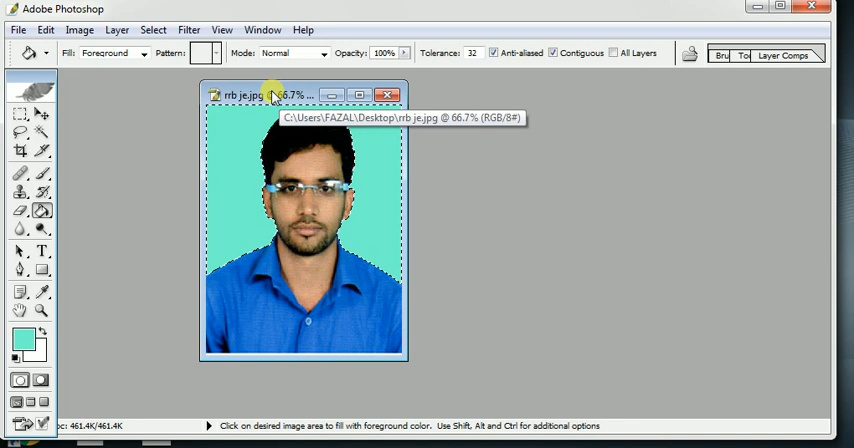 Adobe Photoshop
File Edit Image Layer Select Filter View Window Help
Fill: Foreground Pattern: Mode: Normal Opacity: 100% Tolerance: 32 Anti-aliased Contiguous All Layers Bru Too Layer Comps
rrb je.jpg @ 66.7% ...
C:\Users\FAZAL\Desktop\rrb je.jpg @ 66.7% (RGB/8#)
T
oc: 461.4K/461.4K Click on desired image area to fill with foreground color. Use Shift, Alt and Ctrl for additional options